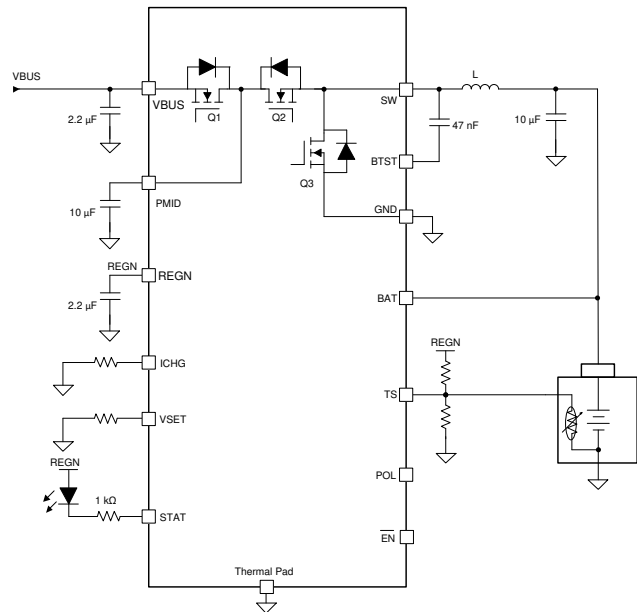 VBUS
2.2 µF
VBUS
Q1
Q2
SW
L
47 nF
10 µF
BTST
Q3
PMID
10 µF
GND
REGN
REGN
2.2 µF
BAT
ICHG
REGN
TS
VSET
REGN
POL
1 kΩ
STAT
EN
Thermal Pad